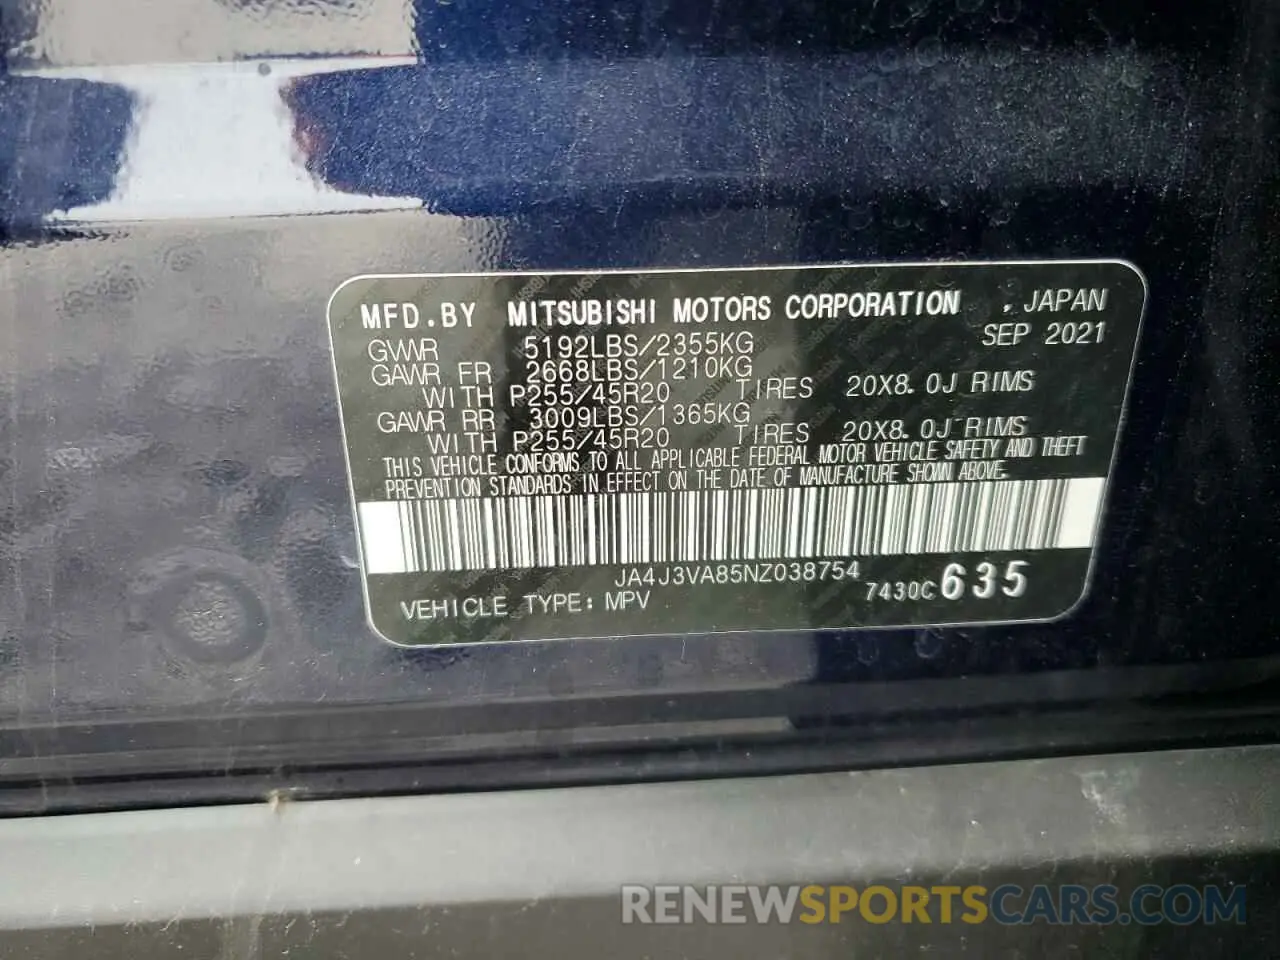 MFD.BY MITSUBISHI MOTORS CORPORATION , JAPAN
SEP 2021
GVWR 5192LBS/2355KG
GAWR FR 2668LBS/1210KG
WITH P255/45R20 TIRES 20X8.0J RIMS
GAWR RR 3009LBS/1365KG
WITH P255/45R20 TIRES 20X8.0J RIMS
THIS VEHICLE CONFORMS TO ALL APPLICABLE FEDERAL MOTOR VEHICLE SAFETY AND THEFT
PREVENTION STANDARDS IN EFFECT ON THE DATE OF MANUFACTURE SHOWN ABOVE.
JA4J3VA85NZ038754
VEHICLE TYPE: MPV 7430C 635
RENEWSPORTSCARS.COM